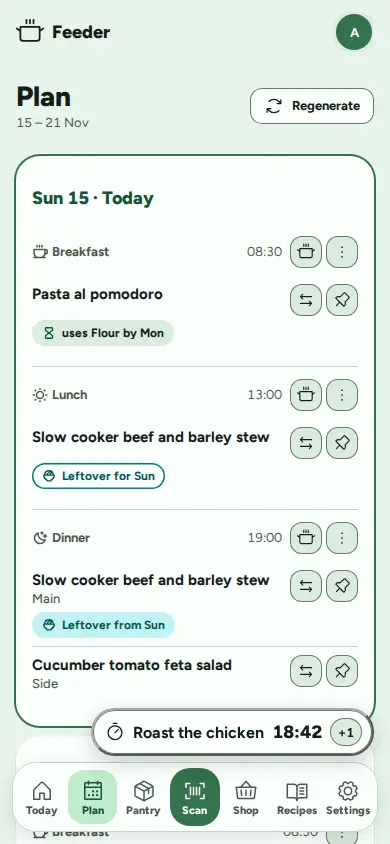 Feeder
A
Plan
15 – 21 Nov
Regenerate
Sun 15 · Today
Breakfast 08:30
Pasta al pomodoro
uses Flour by Mon
Lunch 13:00
Slow cooker beef and barley stew
Leftover for Sun
Dinner 19:00
Slow cooker beef and barley stew
Main
Leftover from Sun
Cucumber tomato feta salad
Side
Roast the chicken 18:42 +1
Today Plan Pantry Scan Shop Recipes Settings
Breakfast 08:30